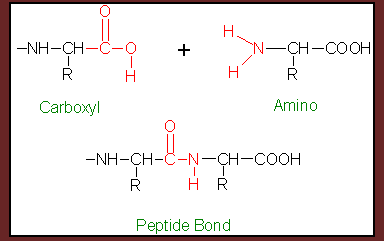 O H
–NH–CH–C–O + N–CH–COOH
R H H R
Carboxyl Amino
O
–NH–CH–C–N–CH–COOH
R H R
Peptide Bond